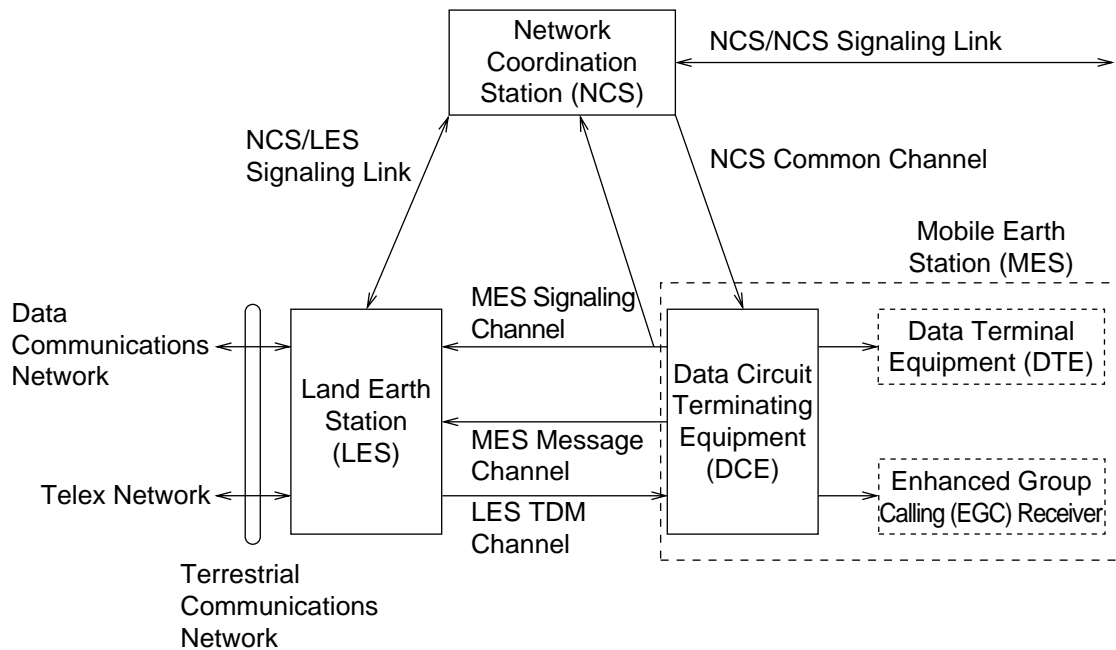 Network
Coordination
Station (NCS)
NCS/NCS Signaling Link
NCS/LES
Signaling Link
NCS Common Channel
Mobile Earth
Station (MES)
MES Signaling
Channel
Data
Communications
Network
Land Earth
Station
(LES)
Data Circuit
Terminating
Equipment
(DCE)
Data Terminal
Equipment (DTE)
MES Message
Channel
Telex Network
LES TDM
Channel
Enhanced Group
Calling (EGC) Receiver
Terrestrial
Communications
Network